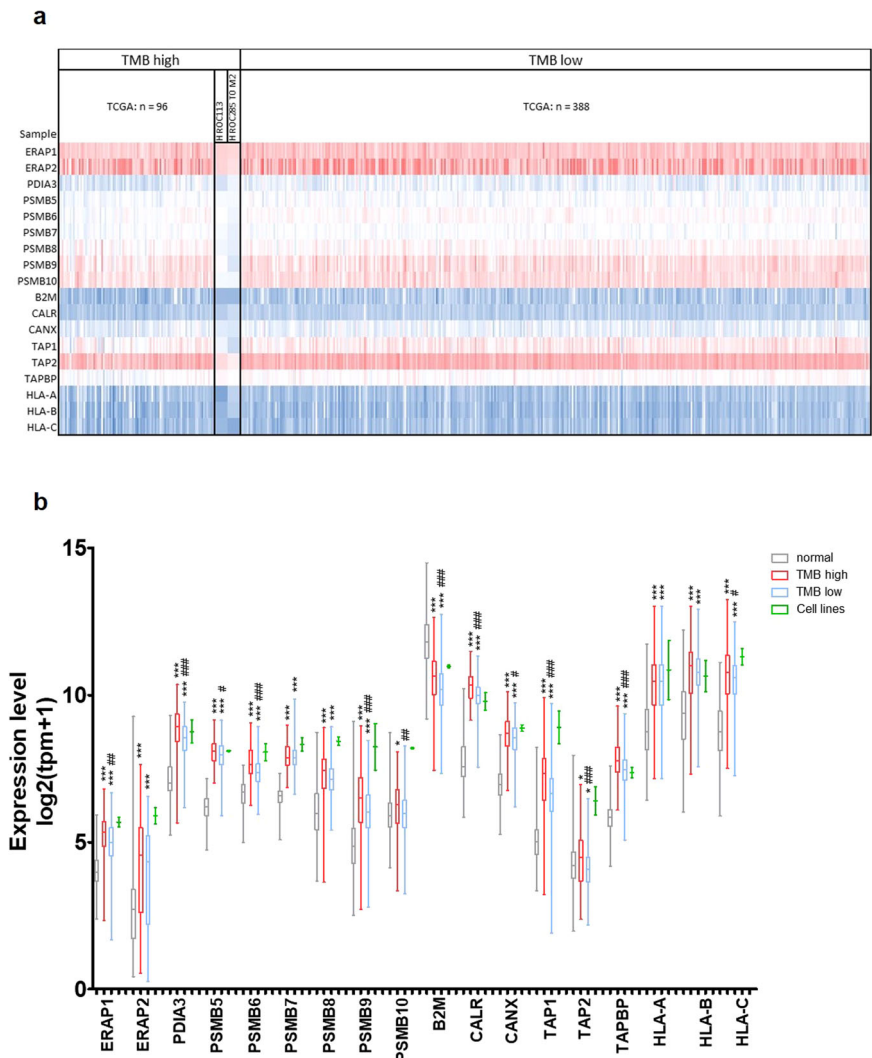 a
TMB high TMB low
TCGA: n = 96 HROC113 HROC285 T0 M2 TCGA: n = 388
Sample
ERAP1
ERAP2
PDIA3
PSMB5
PSMB6
PSMB7
PSMB8
PSMB9
PSMB10
B2M
CALR
CANX
TAP1
TAP2
TAPBP
HLA-A
HLA-B
HLA-C
b
Expression level
log2(tpm+1)
15
10
5
0
normal
TMB high
TMB low
Cell lines
*** *** ##
*** ***
*** *** ###
*** *** #
*** *** ###
*** ***
*** ***
*** *** ###
* ##
*** *** ###
*** *** ###
*** *** #
*** *** ###
* * ###
*** *** ###
*** ***
*** ***
*** *** #
ERAP1 ERAP2 PDIA3 PSMB5 PSMB6 PSMB7 PSMB8 PSMB9 PSMB10 B2M CALR CANX TAP1 TAP2 TAPBP HLA-A HLA-B HLA-C